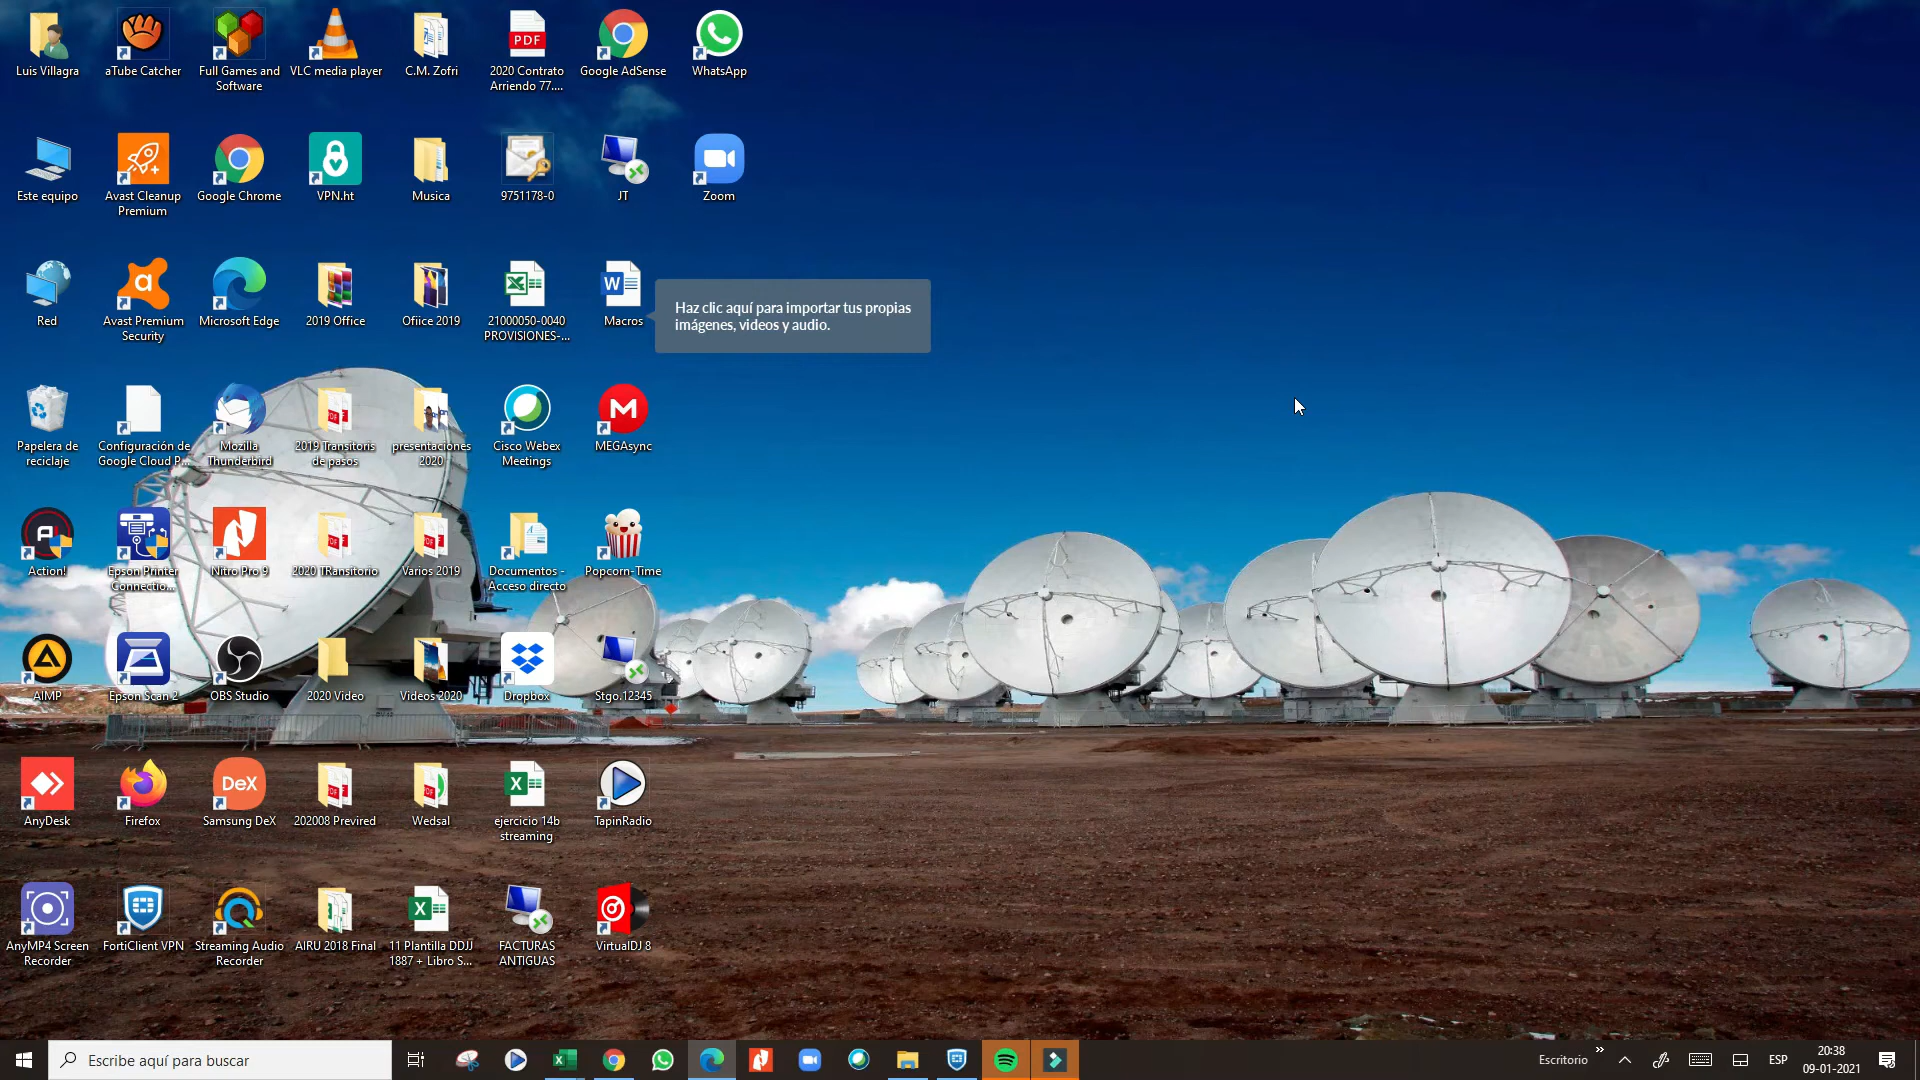 Luis Villagra
aTube Catcher
Full Games and
Software
VLC media player
C.M. Zofri
PDF
2020 Contrato
Arriendo 77....
Google AdSense
WhatsApp
Este equipo
Avast Cleanup
Premium
Google Chrome
VPN.ht
Musica
9751178-0
JT
Zoom
Red
Avast Premium
Security
Microsoft Edge
2019 Office
Ofiice 2019
21000050-0040
PROVISIONES-...
Macros
Haz clic aquí para importar tus propias
imágenes, videos y audio.
Papelera de
reciclaje
Configuración de
Google Cloud P...
Mozilla
Thunderbird
2019 Transitoris
de pasos
presentaciones
2020
Cisco Webex
Meetings
MEGAsync
Action!
Epson Printer
Connectio...
Nitro Pro 9
2020 TRansitorio
Varios 2019
Documentos -
Acceso directo
Popcorn-Time
AIMP
Epson Scan 2
OBS Studio
2020 Video
Videos 2020
Dropbox
Stgo.12345
AnyDesk
Firefox
DeX
Samsung DeX
202008 Previred
Wedsal
ejercicio 14b
streaming
TapinRadio
AnyMP4 Screen
Recorder
FortiClient VPN
Streaming Audio
Recorder
AIRU 2018 Final
11 Plantilla DDJJ
1887 + Libro S...
FACTURAS
ANTIGUAS
VirtualDJ 8
Escribe aquí para buscar
Escritorio
ESP
20:38
09-01-2021